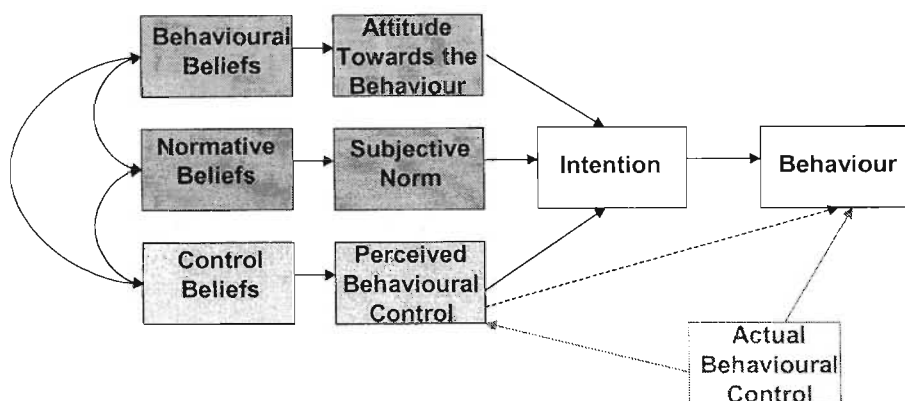 Behavioural
Beliefs
Attitude
Towards the
Behaviour
Normative
Beliefs
Subjective
Norm
Intention
Behaviour
Control
Beliefs
Perceived
Behavioural
Control
Actual
Behavioural
Control